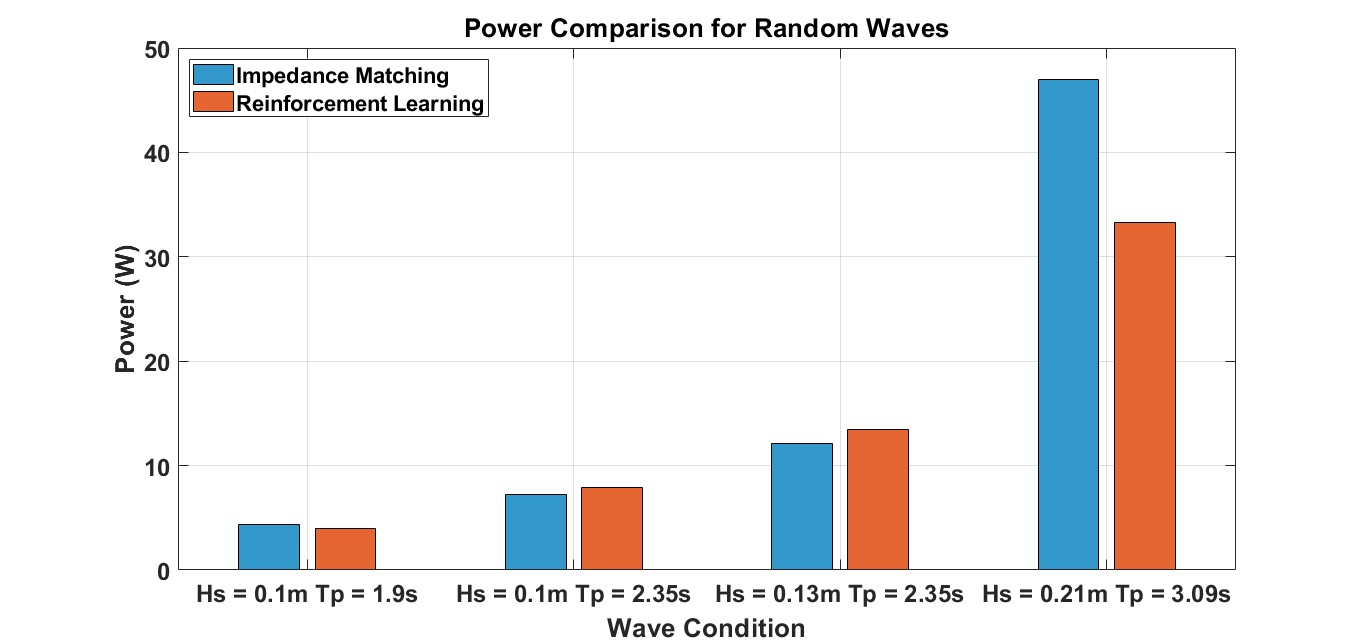 Power Comparison for Random Waves
Impedance Matching
Reinforcement Learning
Power (W)
50
40
30
20
10
0
Hs = 0.1m Tp = 1.9s
Hs = 0.1m Tp = 2.35s
Hs = 0.13m Tp = 2.35s
Hs = 0.21m Tp = 3.09s
Wave Condition